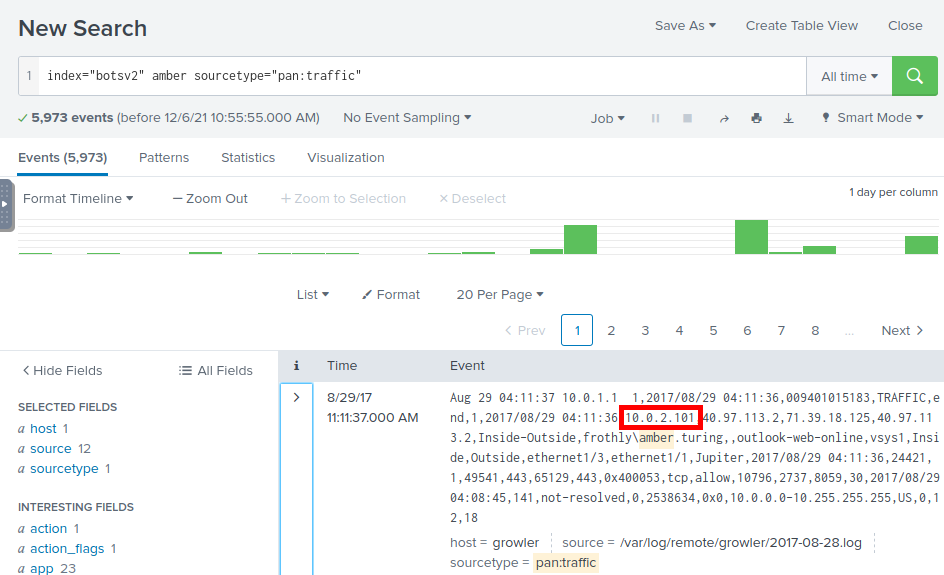 New Search
Save As
Create Table View
Close
1 index="botsv2" amber sourcetype="pan:traffic"
All time
5,973 events (before 12/6/21 10:55:55.000 AM)
No Event Sampling
Job
Smart Mode
Events (5,973)
Patterns
Statistics
Visualization
Format Timeline
— Zoom Out
+ Zoom to Selection
× Deselect
1 day per column
List
Format
20 Per Page
< Prev 1 2 3 4 5 6 7 8 ... Next >
< Hide Fields
All Fields
i Time Event
SELECTED FIELDS
a host 1
a source 12
a sourcetype 1
INTERESTING FIELDS
a action 1
a action_flags 1
a app 23
>
8/29/17
11:11:37.000 AM
Aug 29 04:11:37 10.0.1.1 1,2017/08/29 04:11:36,009401015183,TRAFFIC,e
nd,1,2017/08/29 04:11:36,10.0.2.101,40.97.113.2,71.39.18.125,40.97.11
3.2,Inside-Outside,frothly\amber.turing,,outlook-web-online,vsys1,Insi
de,Outside,ethernet1/3,ethernet1/1,Jupiter,2017/08/29 04:11:36,24421,
1,49541,443,65129,443,0x400053,tcp,allow,10796,2737,8059,30,2017/08/29
04:08:45,141,not-resolved,0,2538634,0x0,10.0.0.0-10.255.255.255,US,0,1
2,18
host = growler
source = /var/log/remote/growler/2017-08-28.log
sourcetype = pan:traffic